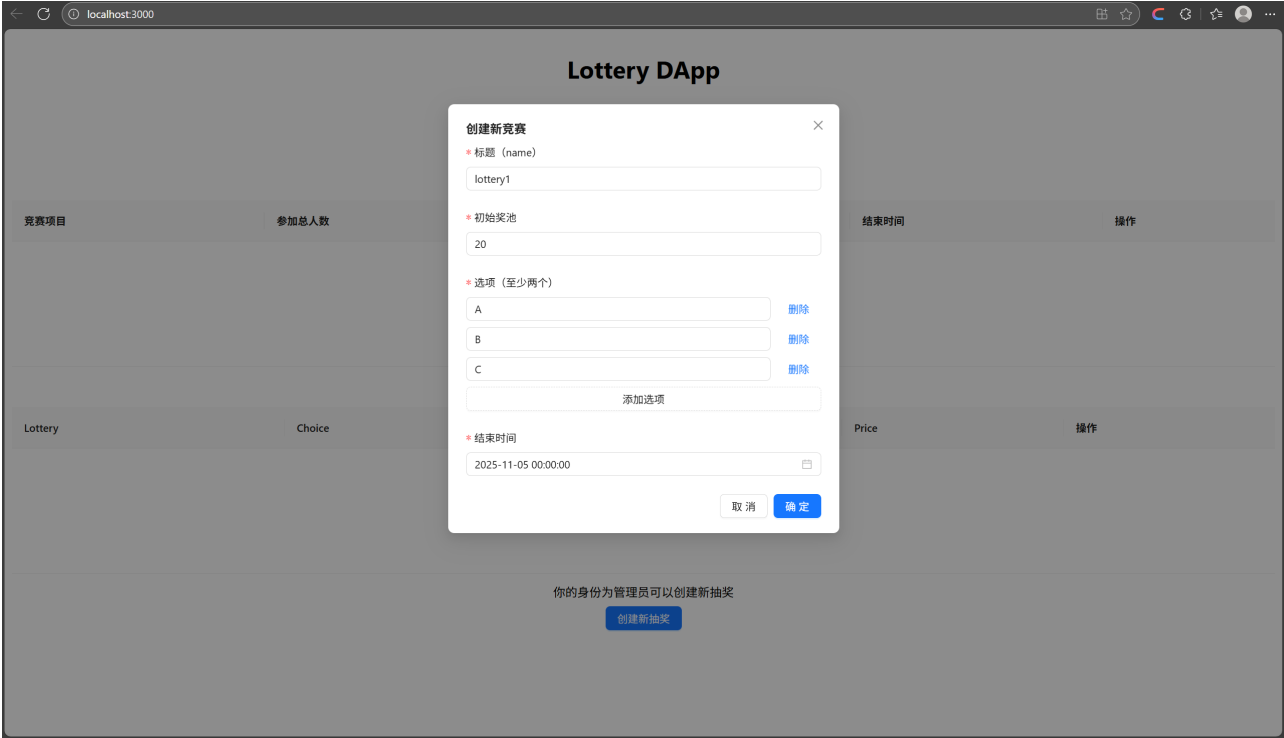 localhost:3000
Lottery DApp
创建新竞赛
* 标题（name）
lottery1
竞赛项目 参加总人数 结束时间 操作
* 初始奖池
20
* 选项（至少两个）
A 删除
B 删除
C 删除
添加选项
Lottery Choice Price 操作
* 结束时间
2025-11-05 00:00:00
取 消 确 定
你的身份为管理员可以创建新抽奖
创建新抽奖